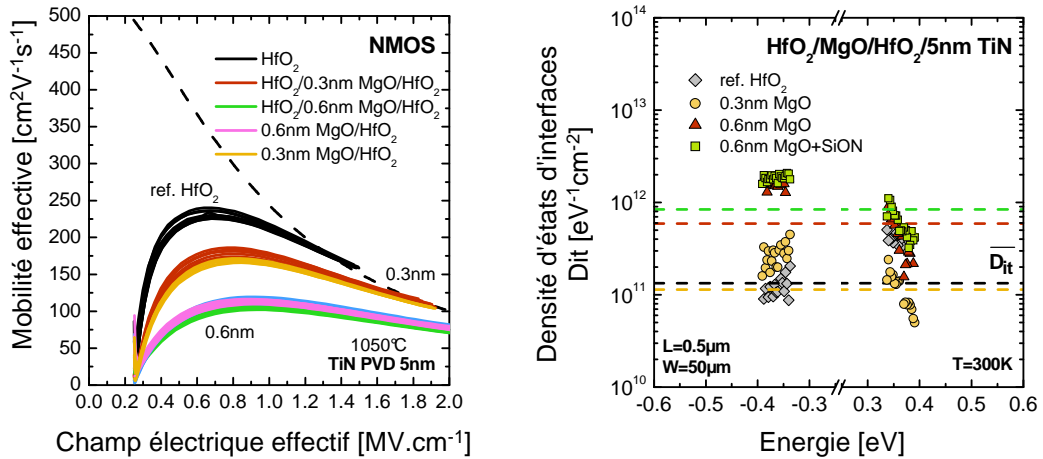 500
450
400
350
300
250
200
150
100
50
0
Mobilité effective [cm²V⁻¹s⁻¹]
NMOS
HfO₂
HfO₂/0.3nm MgO/HfO₂
HfO₂/0.6nm MgO/HfO₂
0.6nm MgO/HfO₂
0.3nm MgO/HfO₂
ref. HfO₂
0.3nm
0.6nm
1050°C
TiN PVD 5nm
0.0 0.2 0.4 0.6 0.8 1.0 1.2 1.4 1.6 1.8 2.0
Champ électrique effectif [MV.cm⁻¹]
10¹⁴
10¹³
10¹²
10¹¹
10¹⁰
Densité d'états d'interfaces
Dit [eV⁻¹cm⁻²]
HfO₂/MgO/HfO₂/5nm TiN
ref. HfO₂
0.3nm MgO
0.6nm MgO
0.6nm MgO+SiON
D̅i̅t̅
L=0.5µm
W=50µm
T=300K
-0.6 -0.5 -0.4 -0.3 0.3 0.4 0.5 0.6
Energie [eV]